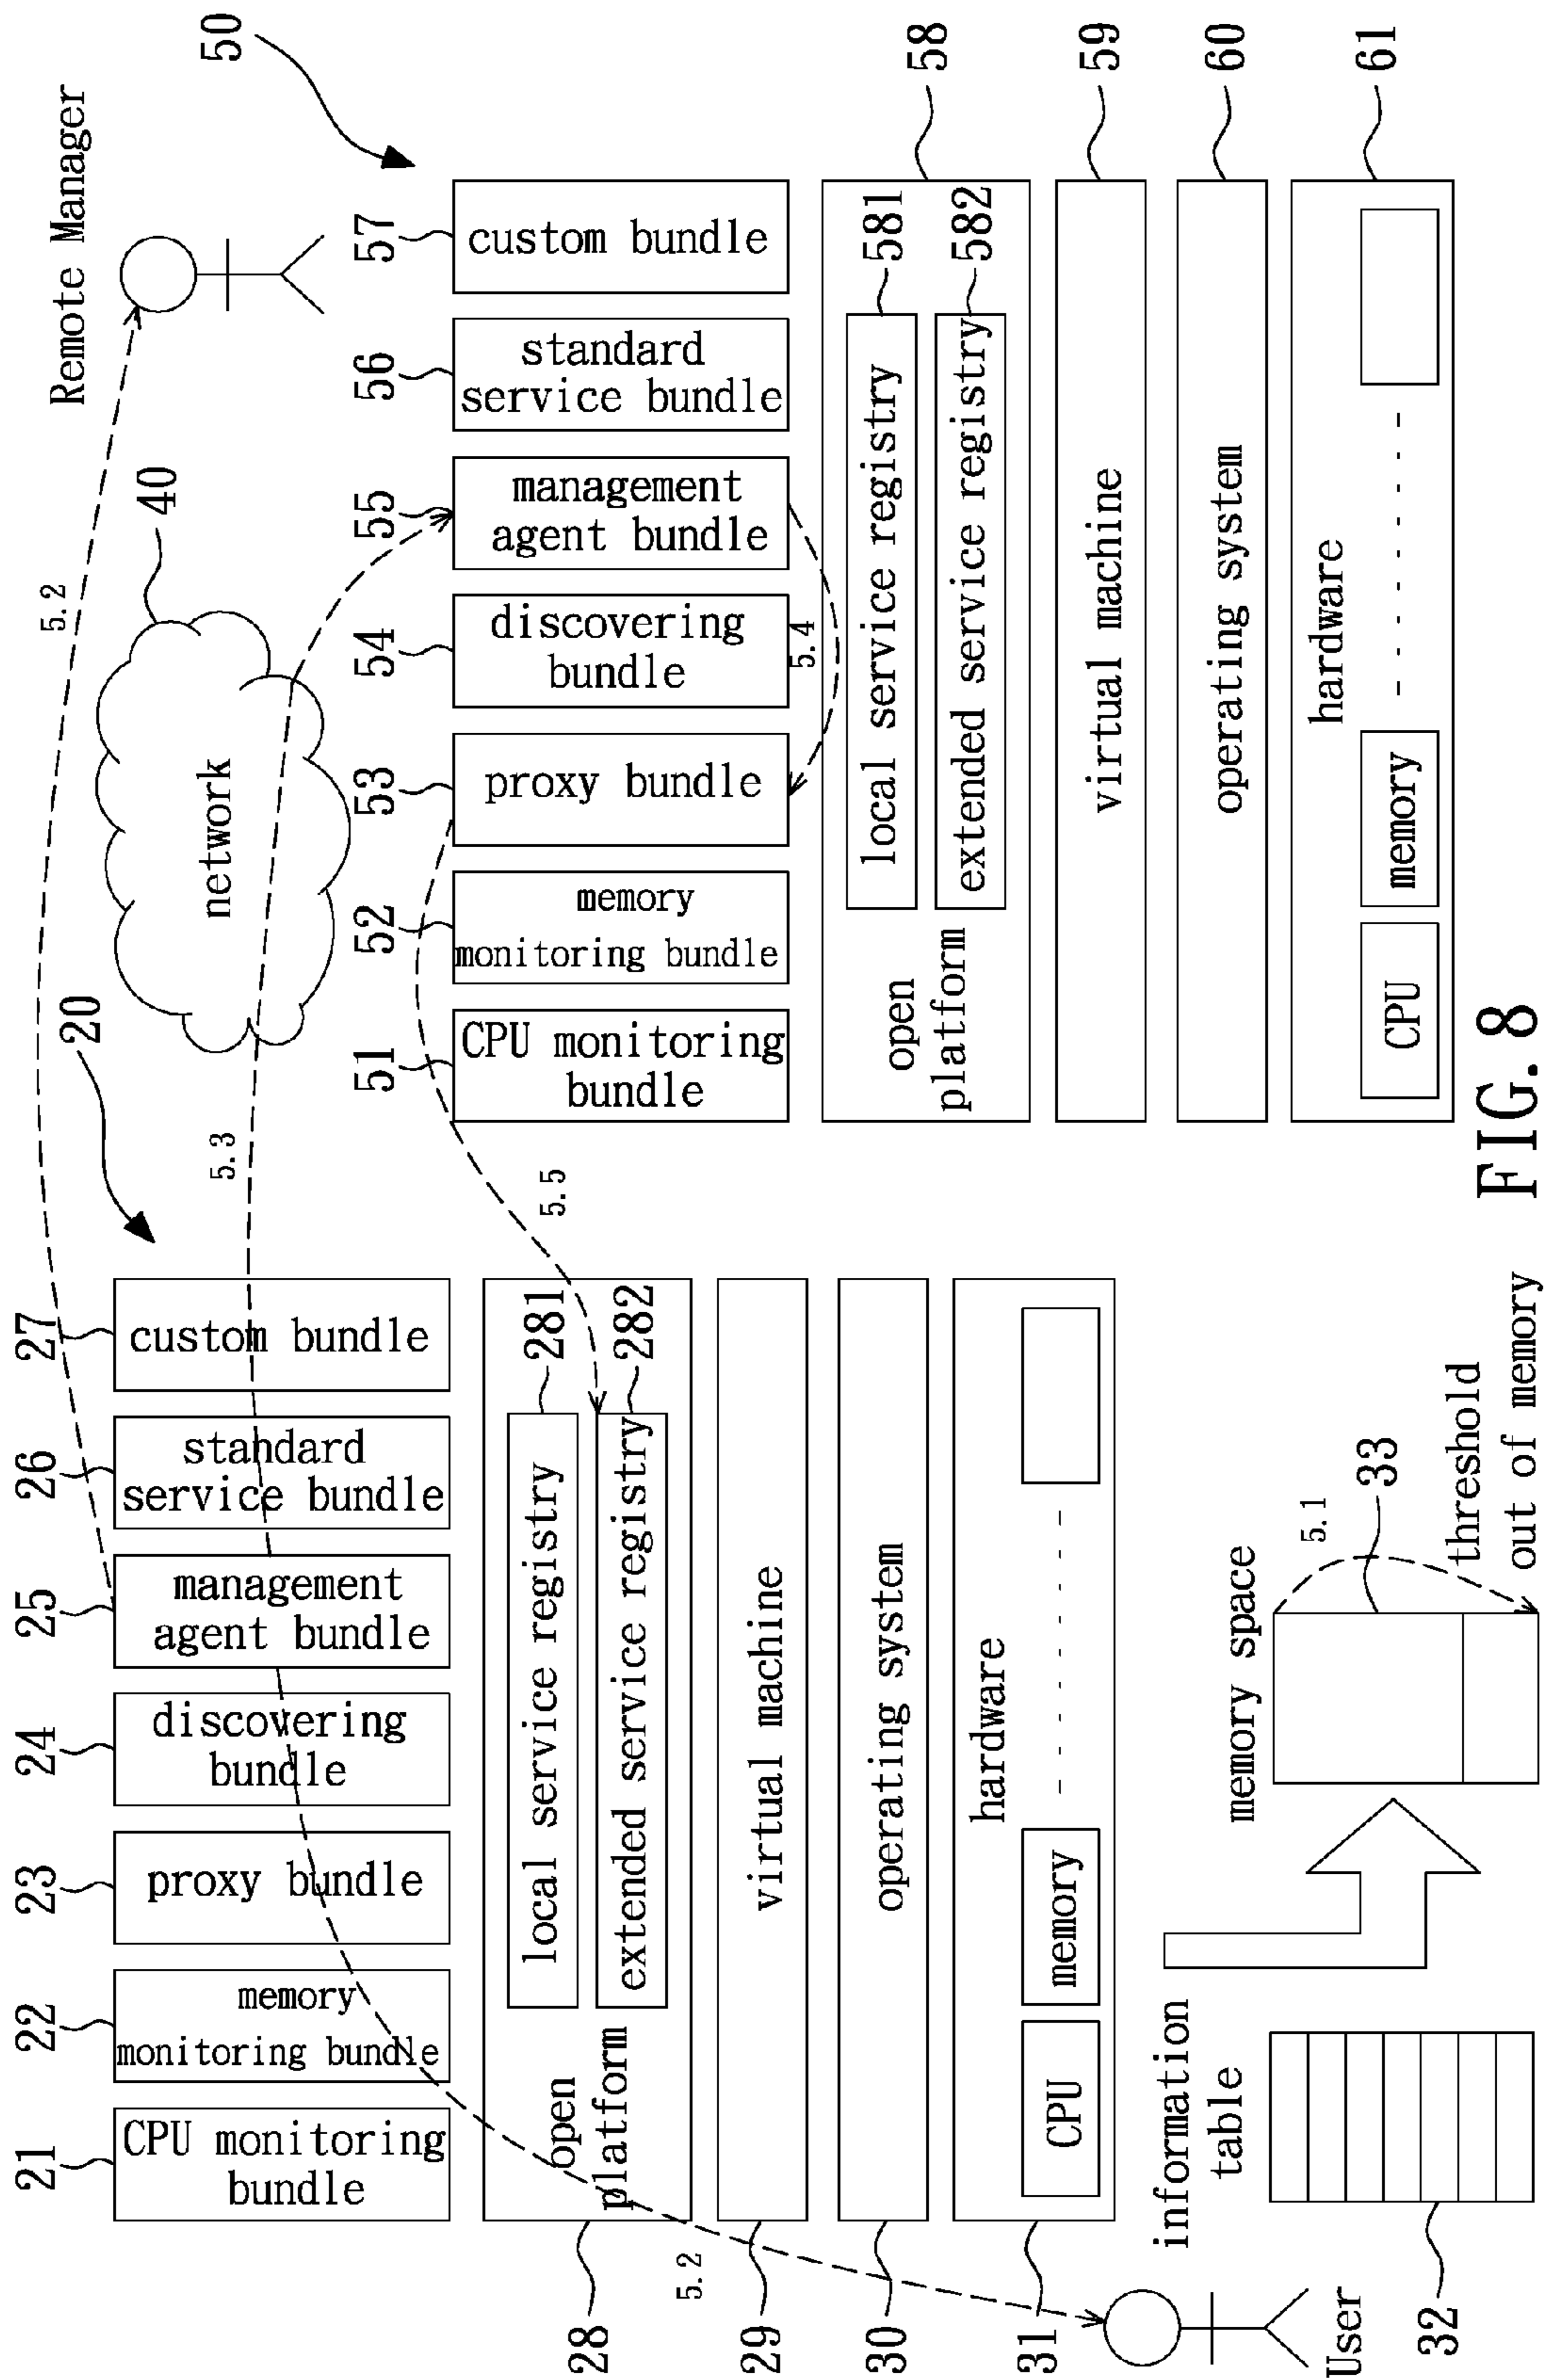 Remote Manager
50
5.2
20
40
network
5.3
21
22
23
24
25
26
27
CPU monitoring
bundle
memory
monitoring bundle
proxy bundle
discovering
bundle
management
agent bundle
standard
service bundle
custom bundle
28
open
platform
local service registry
281
extended service registry
282
29
virtual machine
30
operating system
31
hardware
CPU
memory
5.2
User
32
information
table
memory space
33
5.1
threshold
out of memory
51
52
53
54
55
56
57
CPU monitoring
bundle
memory
monitoring bundle
proxy bundle
discovering
bundle
management
agent bundle
standard
service bundle
custom bundle
5.4
5.5
58
open
platform
local service registry
581
extended service registry
582
59
virtual machine
60
operating system
61
hardware
CPU
memory
FIG. 8